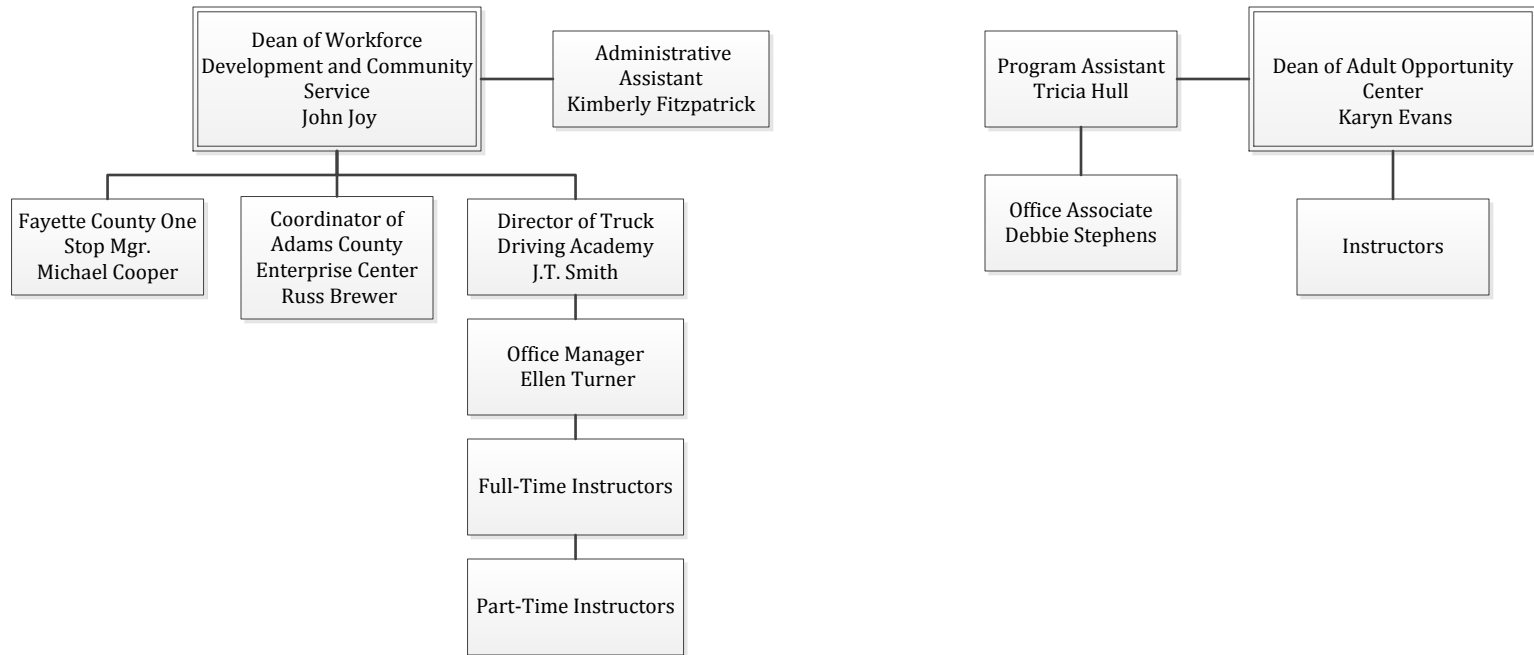 Dean of Workforce
Development and Community
Service
John Joy
Administrative
Assistant
Kimberly Fitzpatrick
Program Assistant
Tricia Hull
Dean of Adult Opportunity
Center
Karyn Evans
Fayette County One
Stop Mgr.
Michael Cooper
Coordinator of
Adams County
Enterprise Center
Russ Brewer
Director of Truck
Driving Academy
J.T. Smith
Office Associate
Debbie Stephens
Instructors
Office Manager
Ellen Turner
Full-Time Instructors
Part-Time Instructors